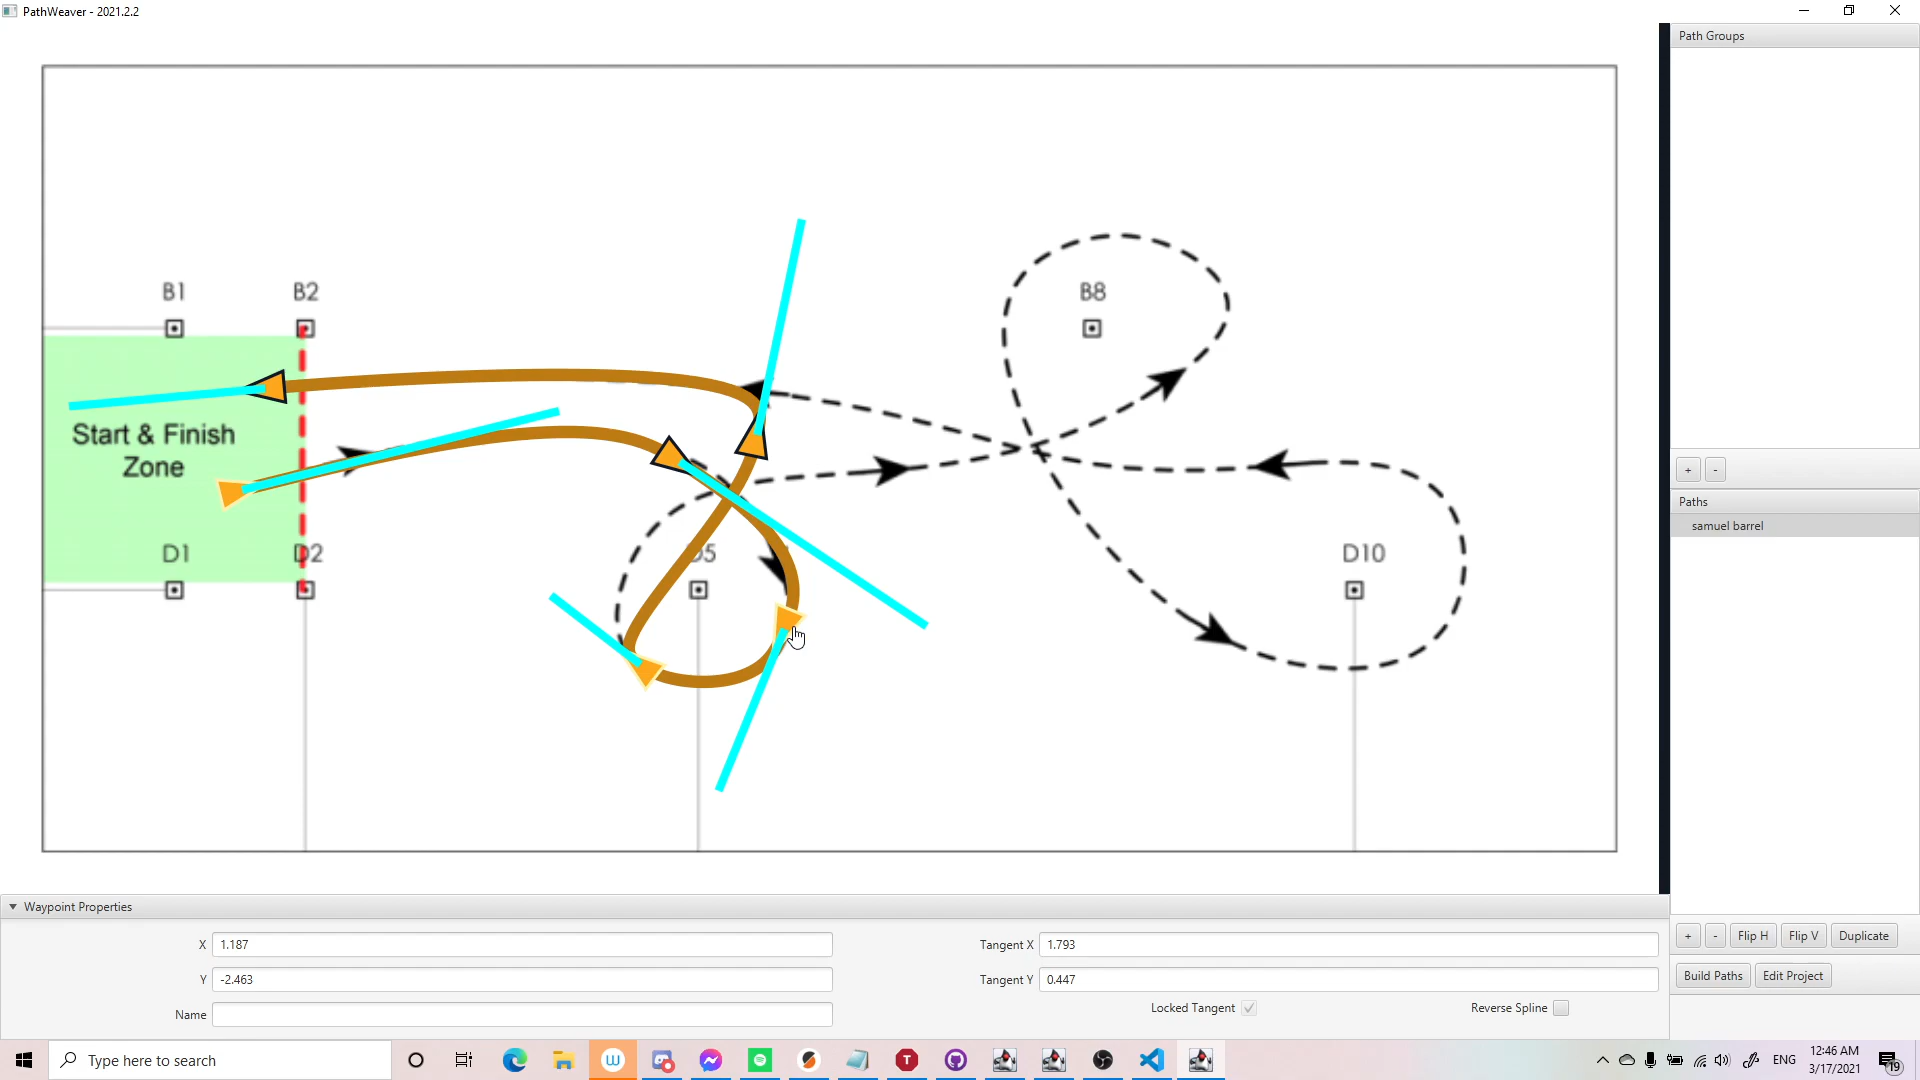 PathWeaver - 2021.2.2
Path Groups
B1
B2
B8
Start & Finish
Zone
D1
D2
D5
D10
+
-
Paths
samuel barrel
Waypoint Properties
X 1.187
Tangent X 1.793
Y -2.463
Tangent Y 0.447
Name
Locked Tangent
Reverse Spline
+
-
Flip H
Flip V
Duplicate
Build Paths
Edit Project
Type here to search
ENG
12:46 AM
3/17/2021
19